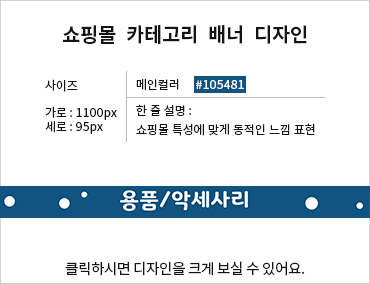 쇼핑몰 카테고리 배너 디자인
사이즈
가로 : 1100px
세로 : 95px
메인컬러 #105481
한 줄 설명 :
쇼핑몰 특성에 맞게 동적인 느낌 표현
용품/악세사리
클릭하시면 디자인을 크게 보실 수 있어요.